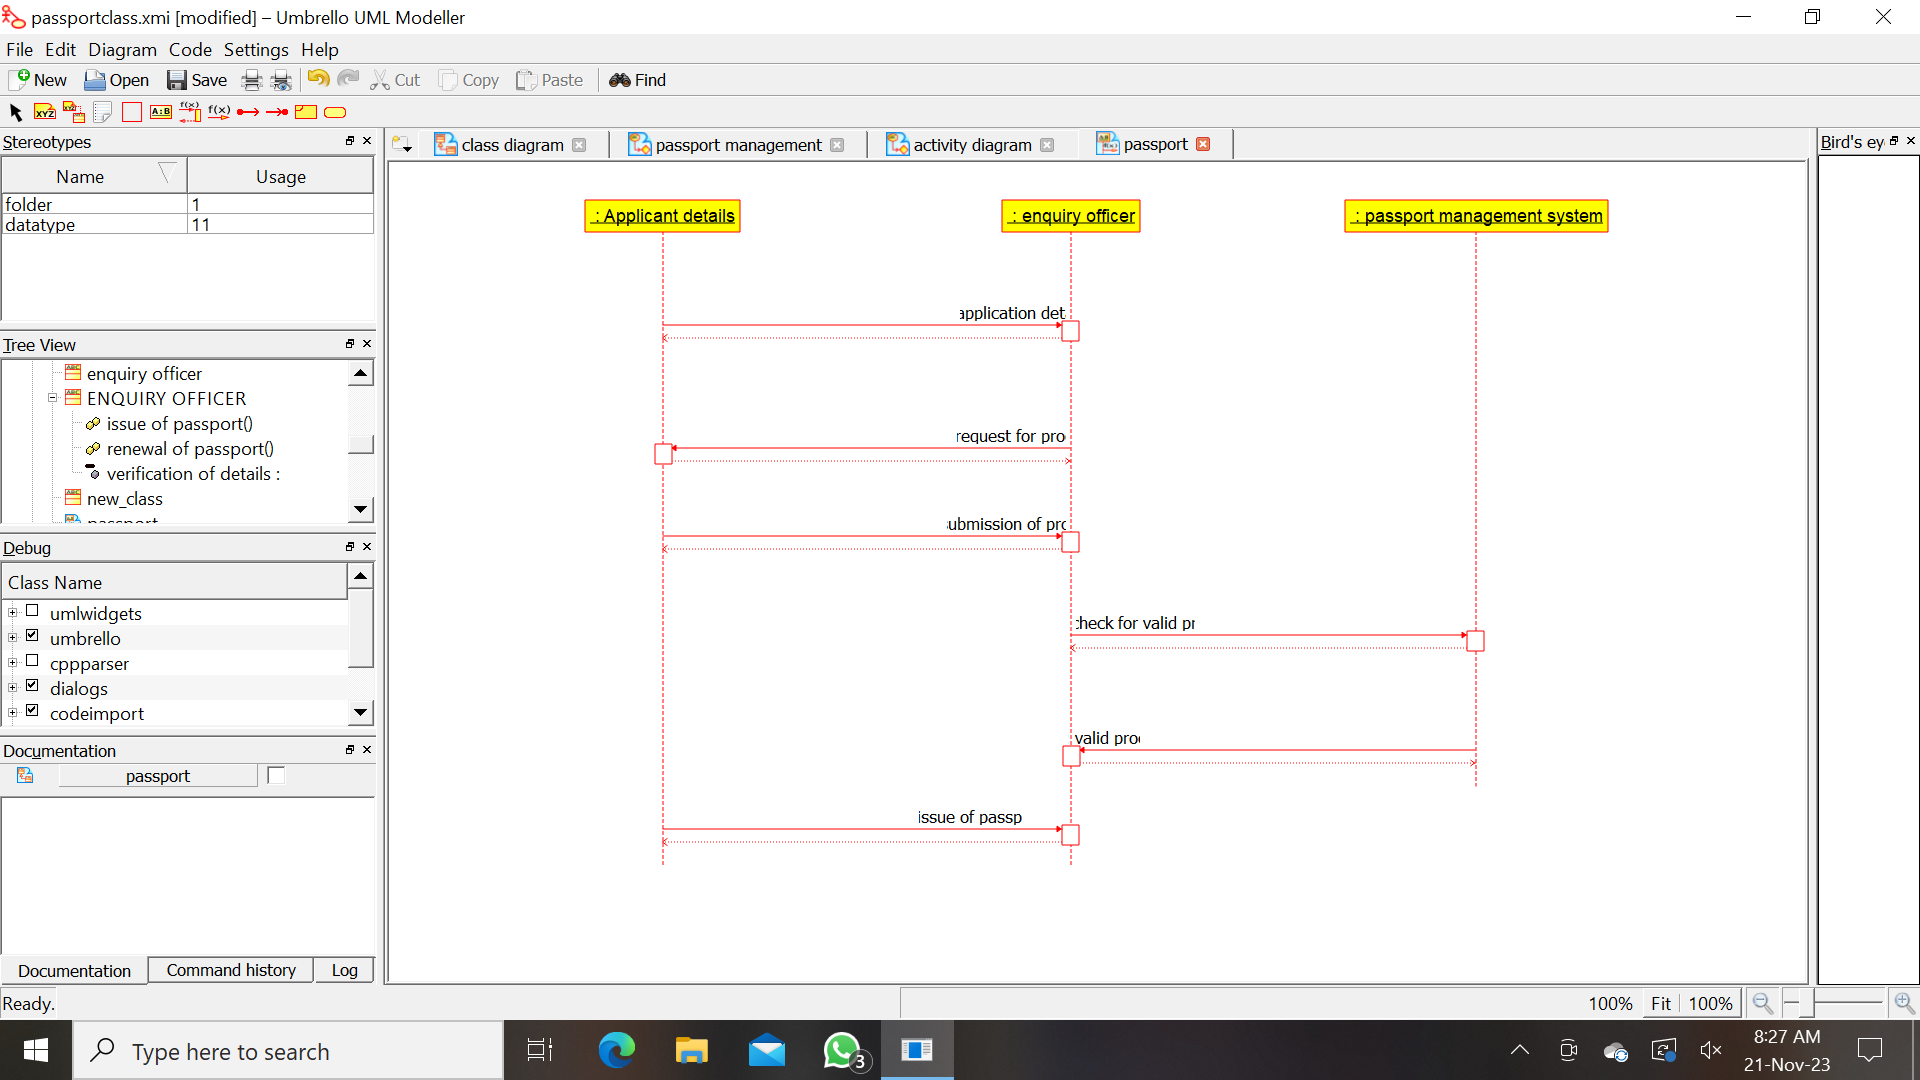 passportclass.xmi [modified] – Umbrello UML Modeller
File Edit Diagram Code Settings Help
New Open Save Cut Copy Paste Find
Stereotypes
Name Usage
folder 1
datatype 11
Tree View
enquiry officer
ENQUIRY OFFICER
issue of passport()
renewal of passport()
verification of details :
new_class
passport
Debug
Class Name
umlwidgets
umbrello
cppparser
dialogs
codeimport
Documentation
passport
Documentation Command history Log
Ready.
class diagram passport management activity diagram passport
Bird's ey
: Applicant details : enquiry officer : passport management system
application det
request for pro
submission of pro
check for valid pr
valid proo
issue of passp
100% Fit 100%
Type here to search
3
8:27 AM
21-Nov-23